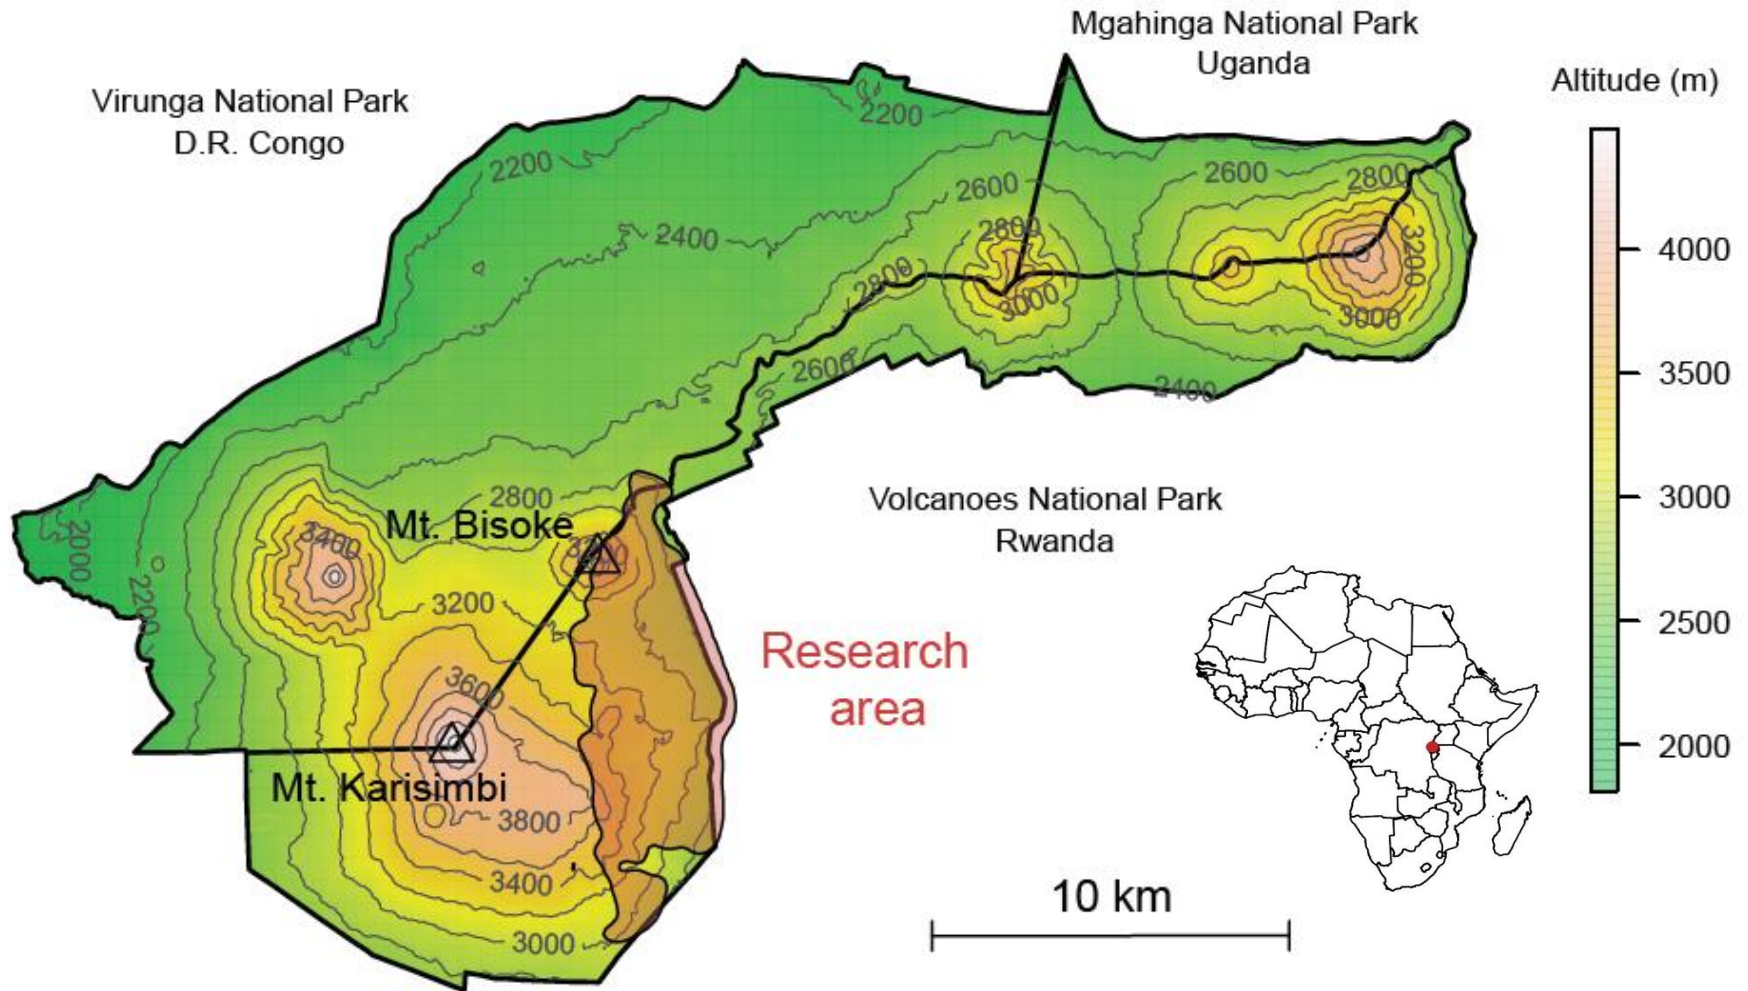 Mgahinga National Park
Uganda
Virunga National Park
D.R. Congo
Altitude (m)
2200
2200
2600
2600
2800
2400
2800
2800
3200
3000
3000
2600
2400
4000
3500
3000
2500
2000
Volcanoes National Park
Rwanda
2800
Mt. Bisoke
3400
2000
2200
3200
Research
area
3600
Mt. Karisimbi
3800
3400
3000
10 km